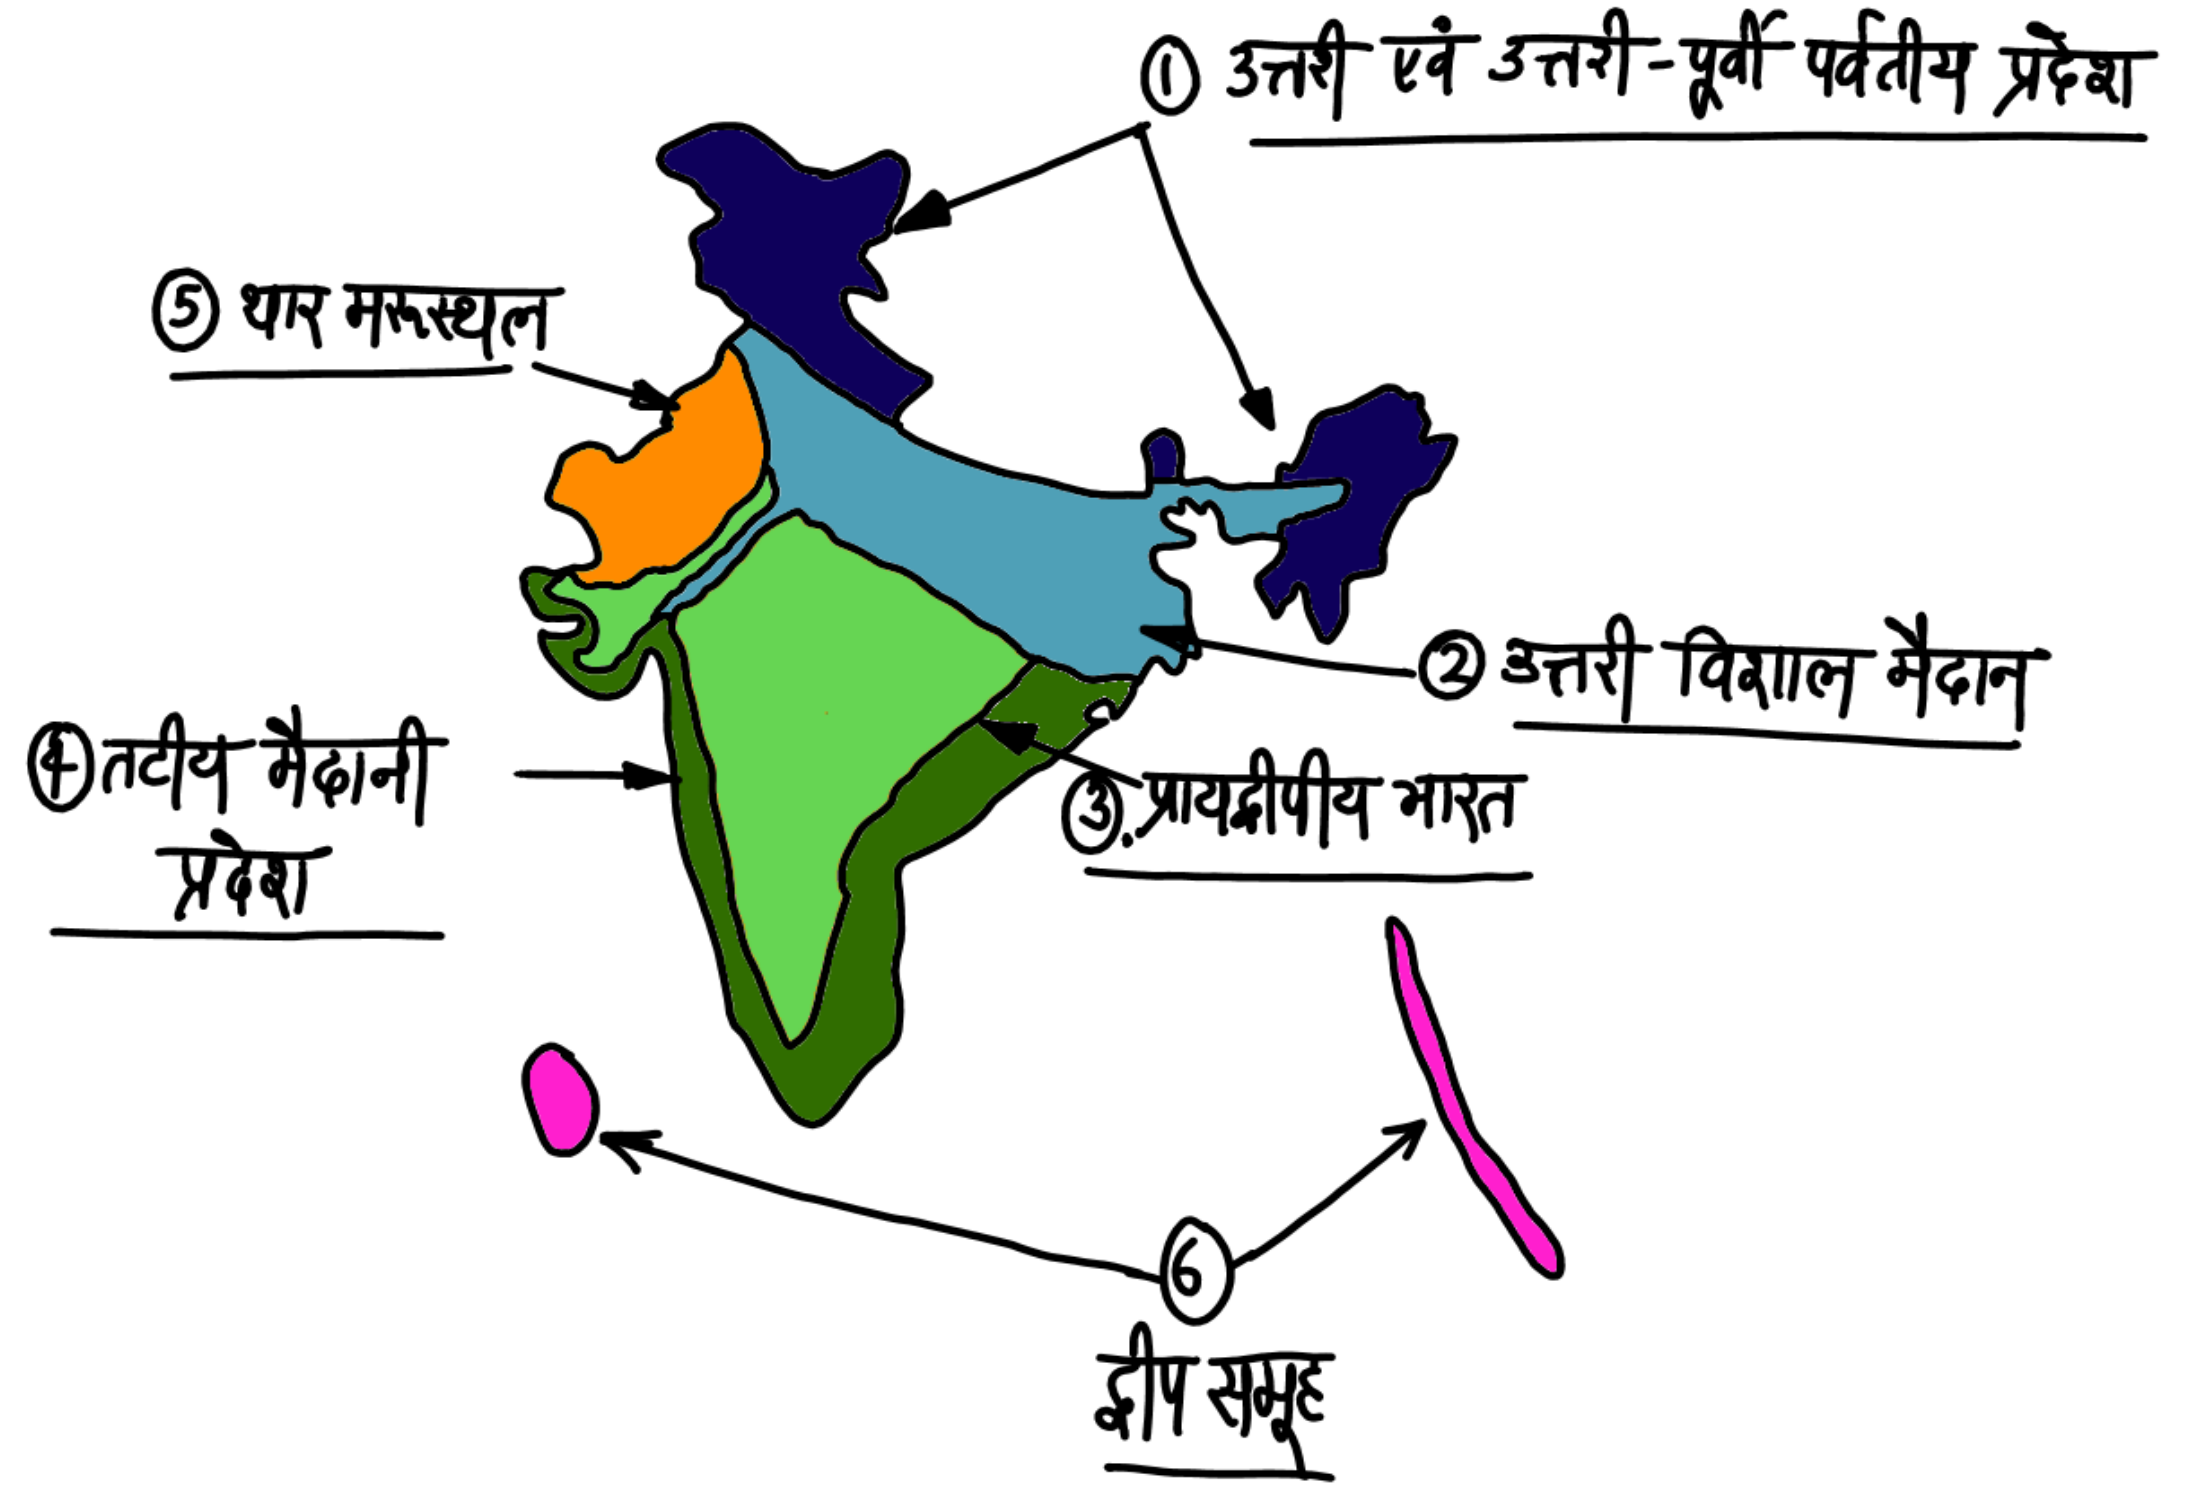 ① उत्तरी एवं उत्तरी-पूर्वी पर्वतीय प्रदेश
⑤ थार मरूस्थल
② उत्तरी विशाल मैदान
④ तटीय मैदानी
प्रदेश
③. प्रायद्वीपीय भारत
⑥
द्वीप समूह